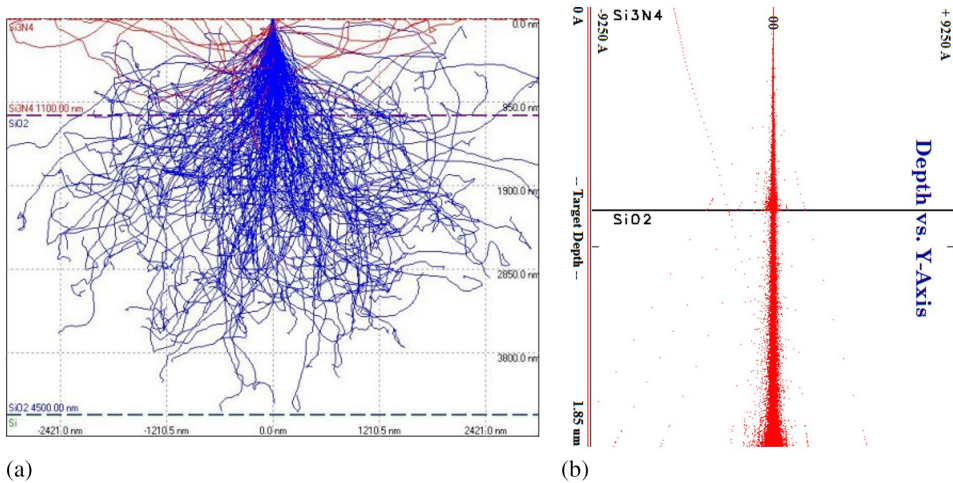 Si3N4
0.0 nm
Si3N4 1100.00 nm
950.0 nm
SiO2
1900.0 nm
2850.0 nm
3800.0 nm
SiO2 4500.00 nm
Si
-2421.0 nm
-1210.5 nm
0.0 nm
1210.5 nm
2421.0 nm
(a)
-9250 A
Si3N4
00
+ 9250 A
0 A
-- Target Depth --
SiO2
Depth vs. Y-Axis
1.85 um
(b)